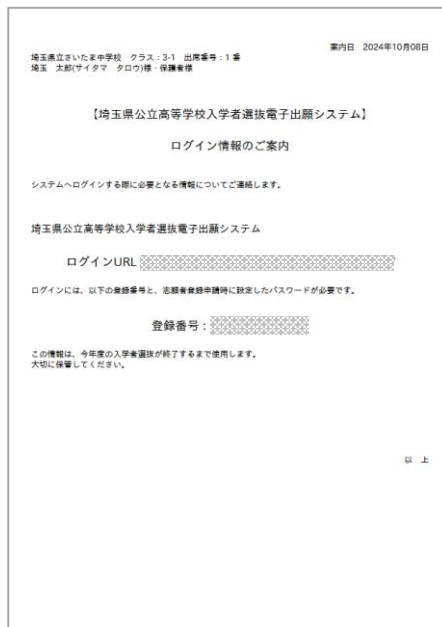 案内日　2024年10月08日
埼玉県立さいたま中学校　クラス：3-1　出席番号：1 番
埼玉　太郎(サイタマ　タロウ)様・保護者様
【埼玉県公立高等学校入学者選抜電子出願システム】
ログイン情報のご案内
システムへログインする際に必要となる情報についてご連絡します。
埼玉県公立高等学校入学者選抜電子出願システム
ログインURL
ログインには、以下の登録番号と、志願者登録申請時に設定したパスワードが必要です。
登録番号：
この情報は、今年度の入学者選抜が終了するまで使用します。
大切に保管してください。
以　上